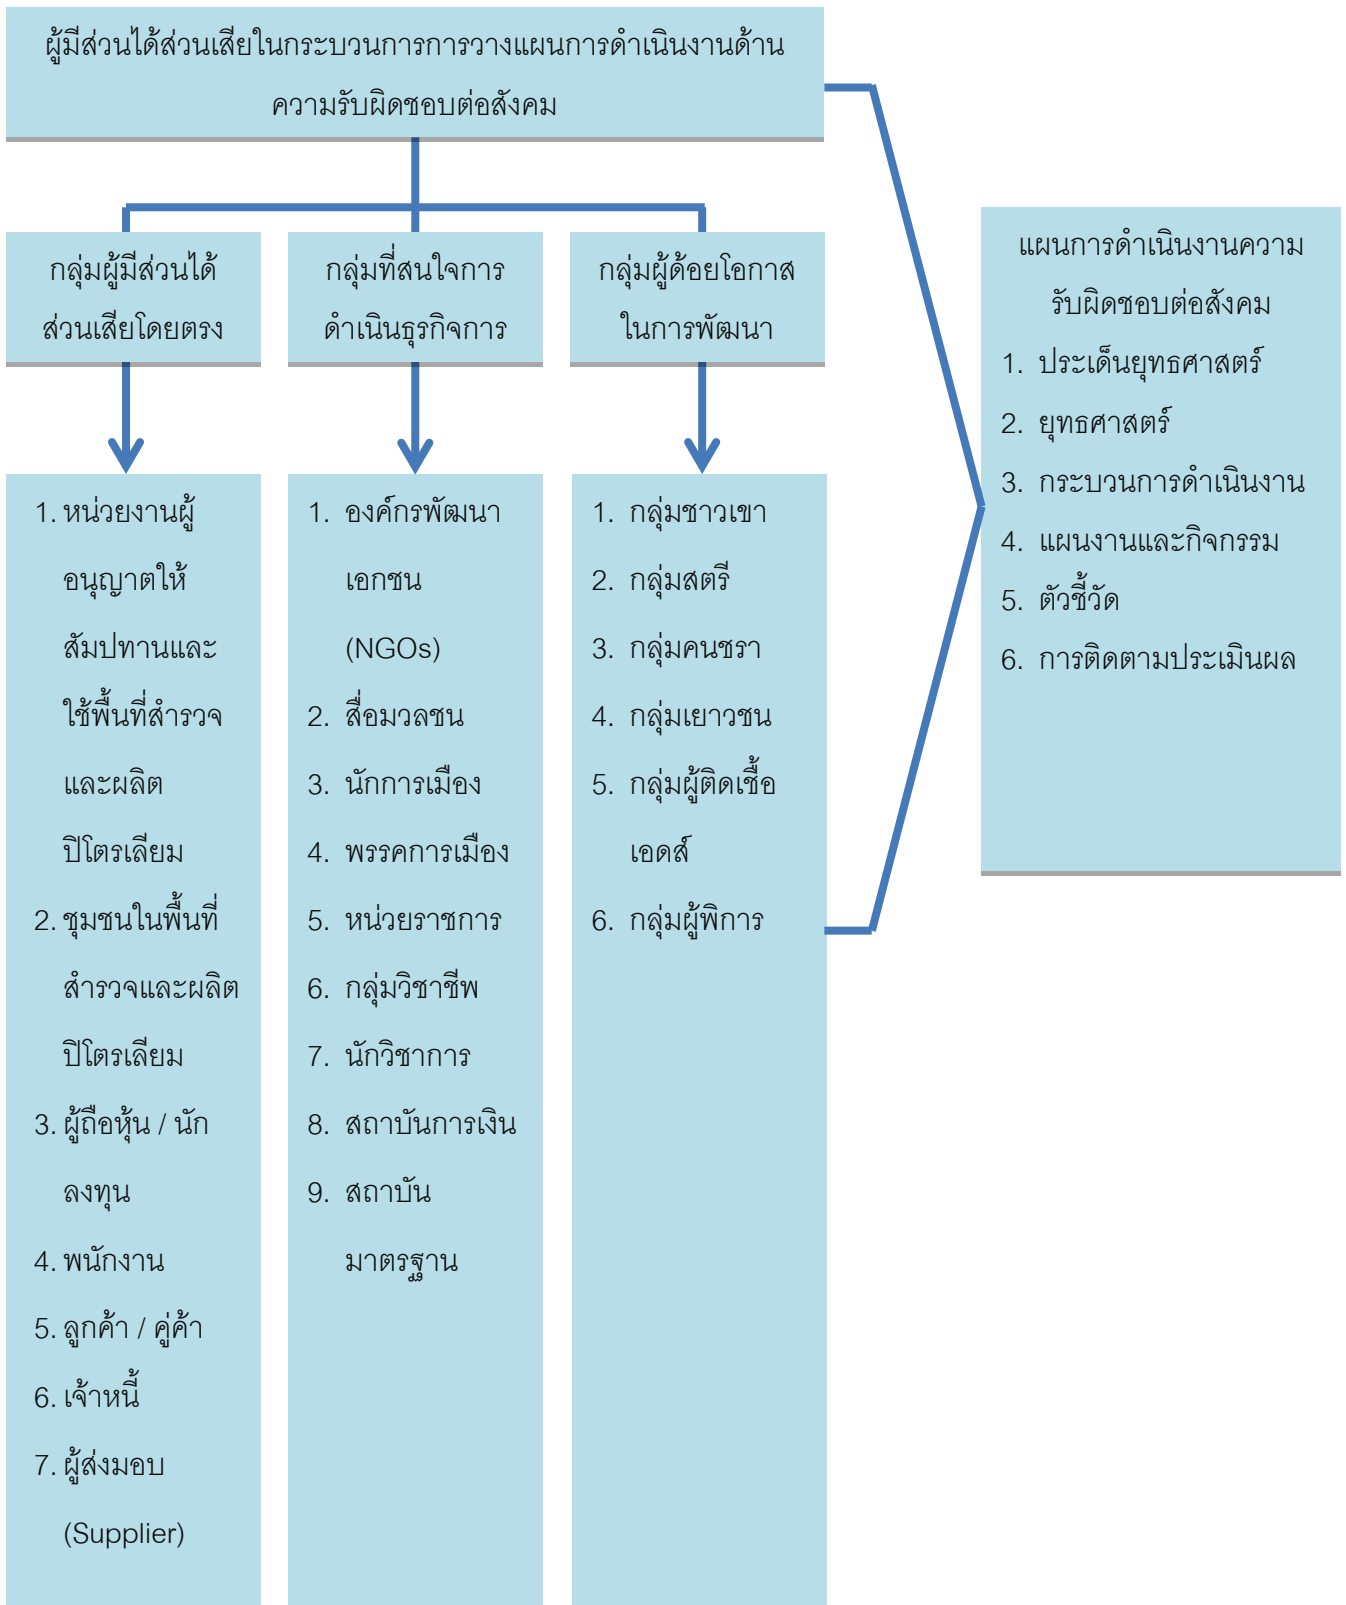 ผู้มีส่วนได้ส่วนเสียในกระบวนการการวางแผนการดำเนินงานด้าน
ความรับผิดชอบต่อสังคม
กลุ่มผู้มีส่วนได้
ส่วนเสียโดยตรง
กลุ่มที่สนใจการ
ดำเนินธุรกิจการ
กลุ่มผู้ด้อยโอกาส
ในการพัฒนา
1. หน่วยงานผู้
อนุญาตให้
สัมปทานและ
ใช้พื้นที่สำรวจ
และผลิต
ปิโตรเลียม
2. ชุมชนในพื้นที่
สำรวจและผลิต
ปิโตรเลียม
3. ผู้ถือหุ้น / นัก
ลงทุน
4. พนักงาน
5. ลูกค้า / คู่ค้า
6. เจ้าหนี้
7. ผู้ส่งมอบ
(Supplier)
1. องค์กรพัฒนา
เอกชน
(NGOs)
2. สื่อมวลชน
3. นักการเมือง
4. พรรคการเมือง
5. หน่วยราชการ
6. กลุ่มวิชาชีพ
7. นักวิชาการ
8. สถาบันการเงิน
9. สถาบัน
มาตรฐาน
1. กลุ่มชาวเขา
2. กลุ่มสตรี
3. กลุ่มคนชรา
4. กลุ่มเยาวชน
5. กลุ่มผู้ติดเชื้อ
เอดส์
6. กลุ่มผู้พิการ
แผนการดำเนินงานความ
รับผิดชอบต่อสังคม
1. ประเด็นยุทธศาสตร์
2. ยุทธศาสตร์
3. กระบวนการดำเนินงาน
4. แผนงานและกิจกรรม
5. ตัวชี้วัด
6. การติดตามประเมินผล